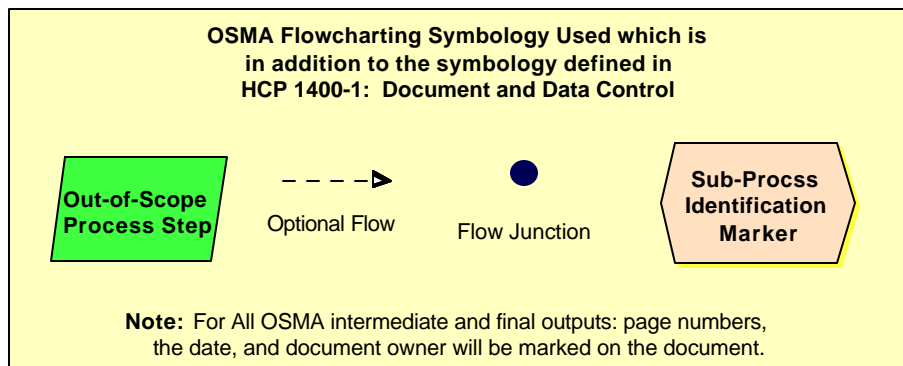 OSMA Flowcharting Symbology Used which is
in addition to the symbology defined in
HCP 1400-1: Document and Data Control
Out-of-Scope
Process Step
Optional Flow
Flow Junction
Sub-Procss
Identification
Marker
Note: For All OSMA intermediate and final outputs: page numbers,
the date, and document owner will be marked on the document.